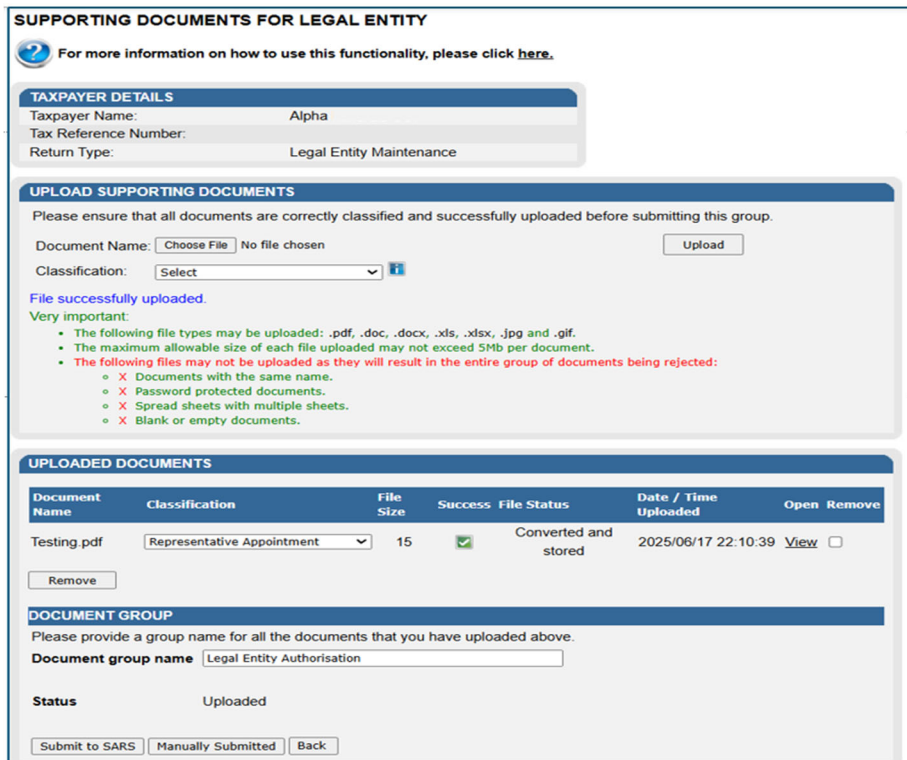 SUPPORTING DOCUMENTS FOR LEGAL ENTITY
For more information on how to use this functionality, please click here.
TAXPAYER DETAILS
Taxpayer Name: Alpha
Tax Reference Number:
Return Type: Legal Entity Maintenance
UPLOAD SUPPORTING DOCUMENTS
Please ensure that all documents are correctly classified and successfully uploaded before submitting this group.
Document Name: Choose File No file chosen Upload
Classification: Select
File successfully uploaded.
Very important:
• The following file types may be uploaded: .pdf, .doc, .docx, .xls, .xlsx, .jpg and .gif.
• The maximum allowable size of each file uploaded may not exceed 5Mb per document.
• The following files may not be uploaded as they will result in the entire group of documents being rejected:
X Documents with the same name.
X Password protected documents.
X Spread sheets with multiple sheets.
X Blank or empty documents.
UPLOADED DOCUMENTS
Document Name Classification File Size Success File Status Date / Time Uploaded Open Remove
Testing.pdf Representative Appointment 15 Converted and stored 2025/06/17 22:10:39 View
Remove
DOCUMENT GROUP
Please provide a group name for all the documents that you have uploaded above.
Document group name Legal Entity Authorisation
Status Uploaded
Submit to SARS Manually Submitted Back